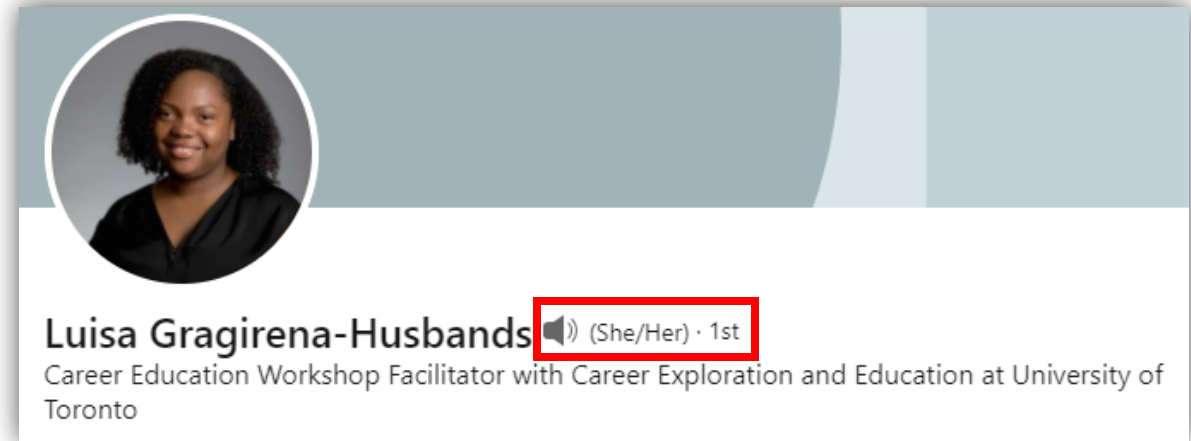 Luisa Gragirena-Husbands (She/Her) · 1st
Career Education Workshop Facilitator with Career Exploration and Education at University of
Toronto